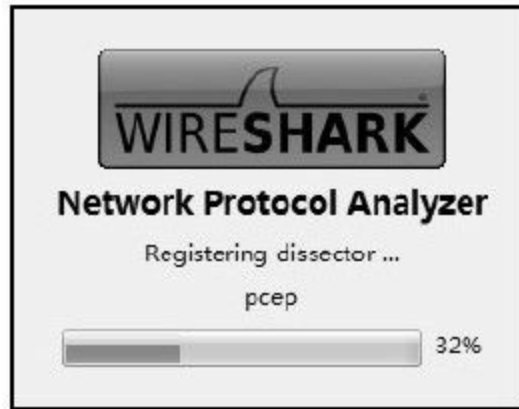 WIRESHARK
Network Protocol Analyzer
Registering dissector ...
pcep
32%